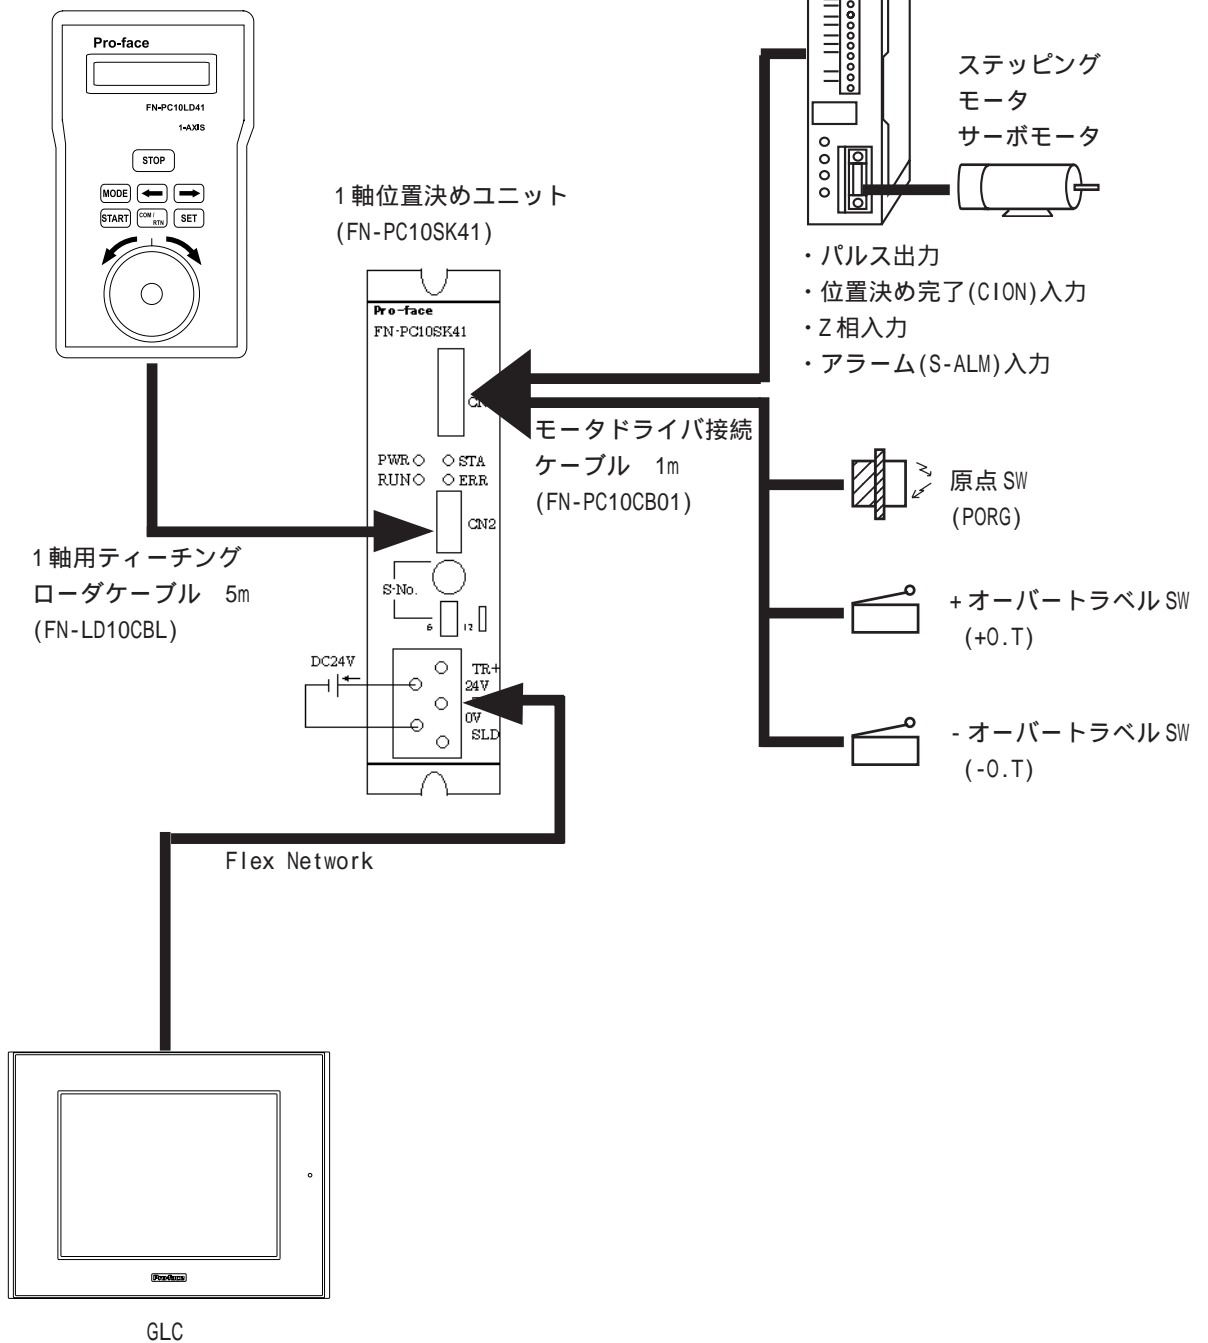 Pro-face
FN-PC10LD41
1-AXIS
STOP
MODE
START
COM/
RTN
SET
1軸位置決めユニット
(FN-PC10SK41)
Pro-face
FN-PC10SK41
PWR
STA
RUN
ERR
CN2
S-No.
6
12
DC24V
TR+
24V
0V
SLD
ステッピング
モータ
サーボモータ
・パルス出力
・位置決め完了(CION)入力
・Z相入力
・アラーム(S-ALM)入力
モータドライバ接続
ケーブル 1m
(FN-PC10CB01)
原点SW
(PORG)
+オーバートラベルSW
(+O.T)
-オーバートラベルSW
(-O.T)
1軸用ティーチング
ローダケーブル 5m
(FN-LD10CBL)
Flex Network
Pro-face
GLC